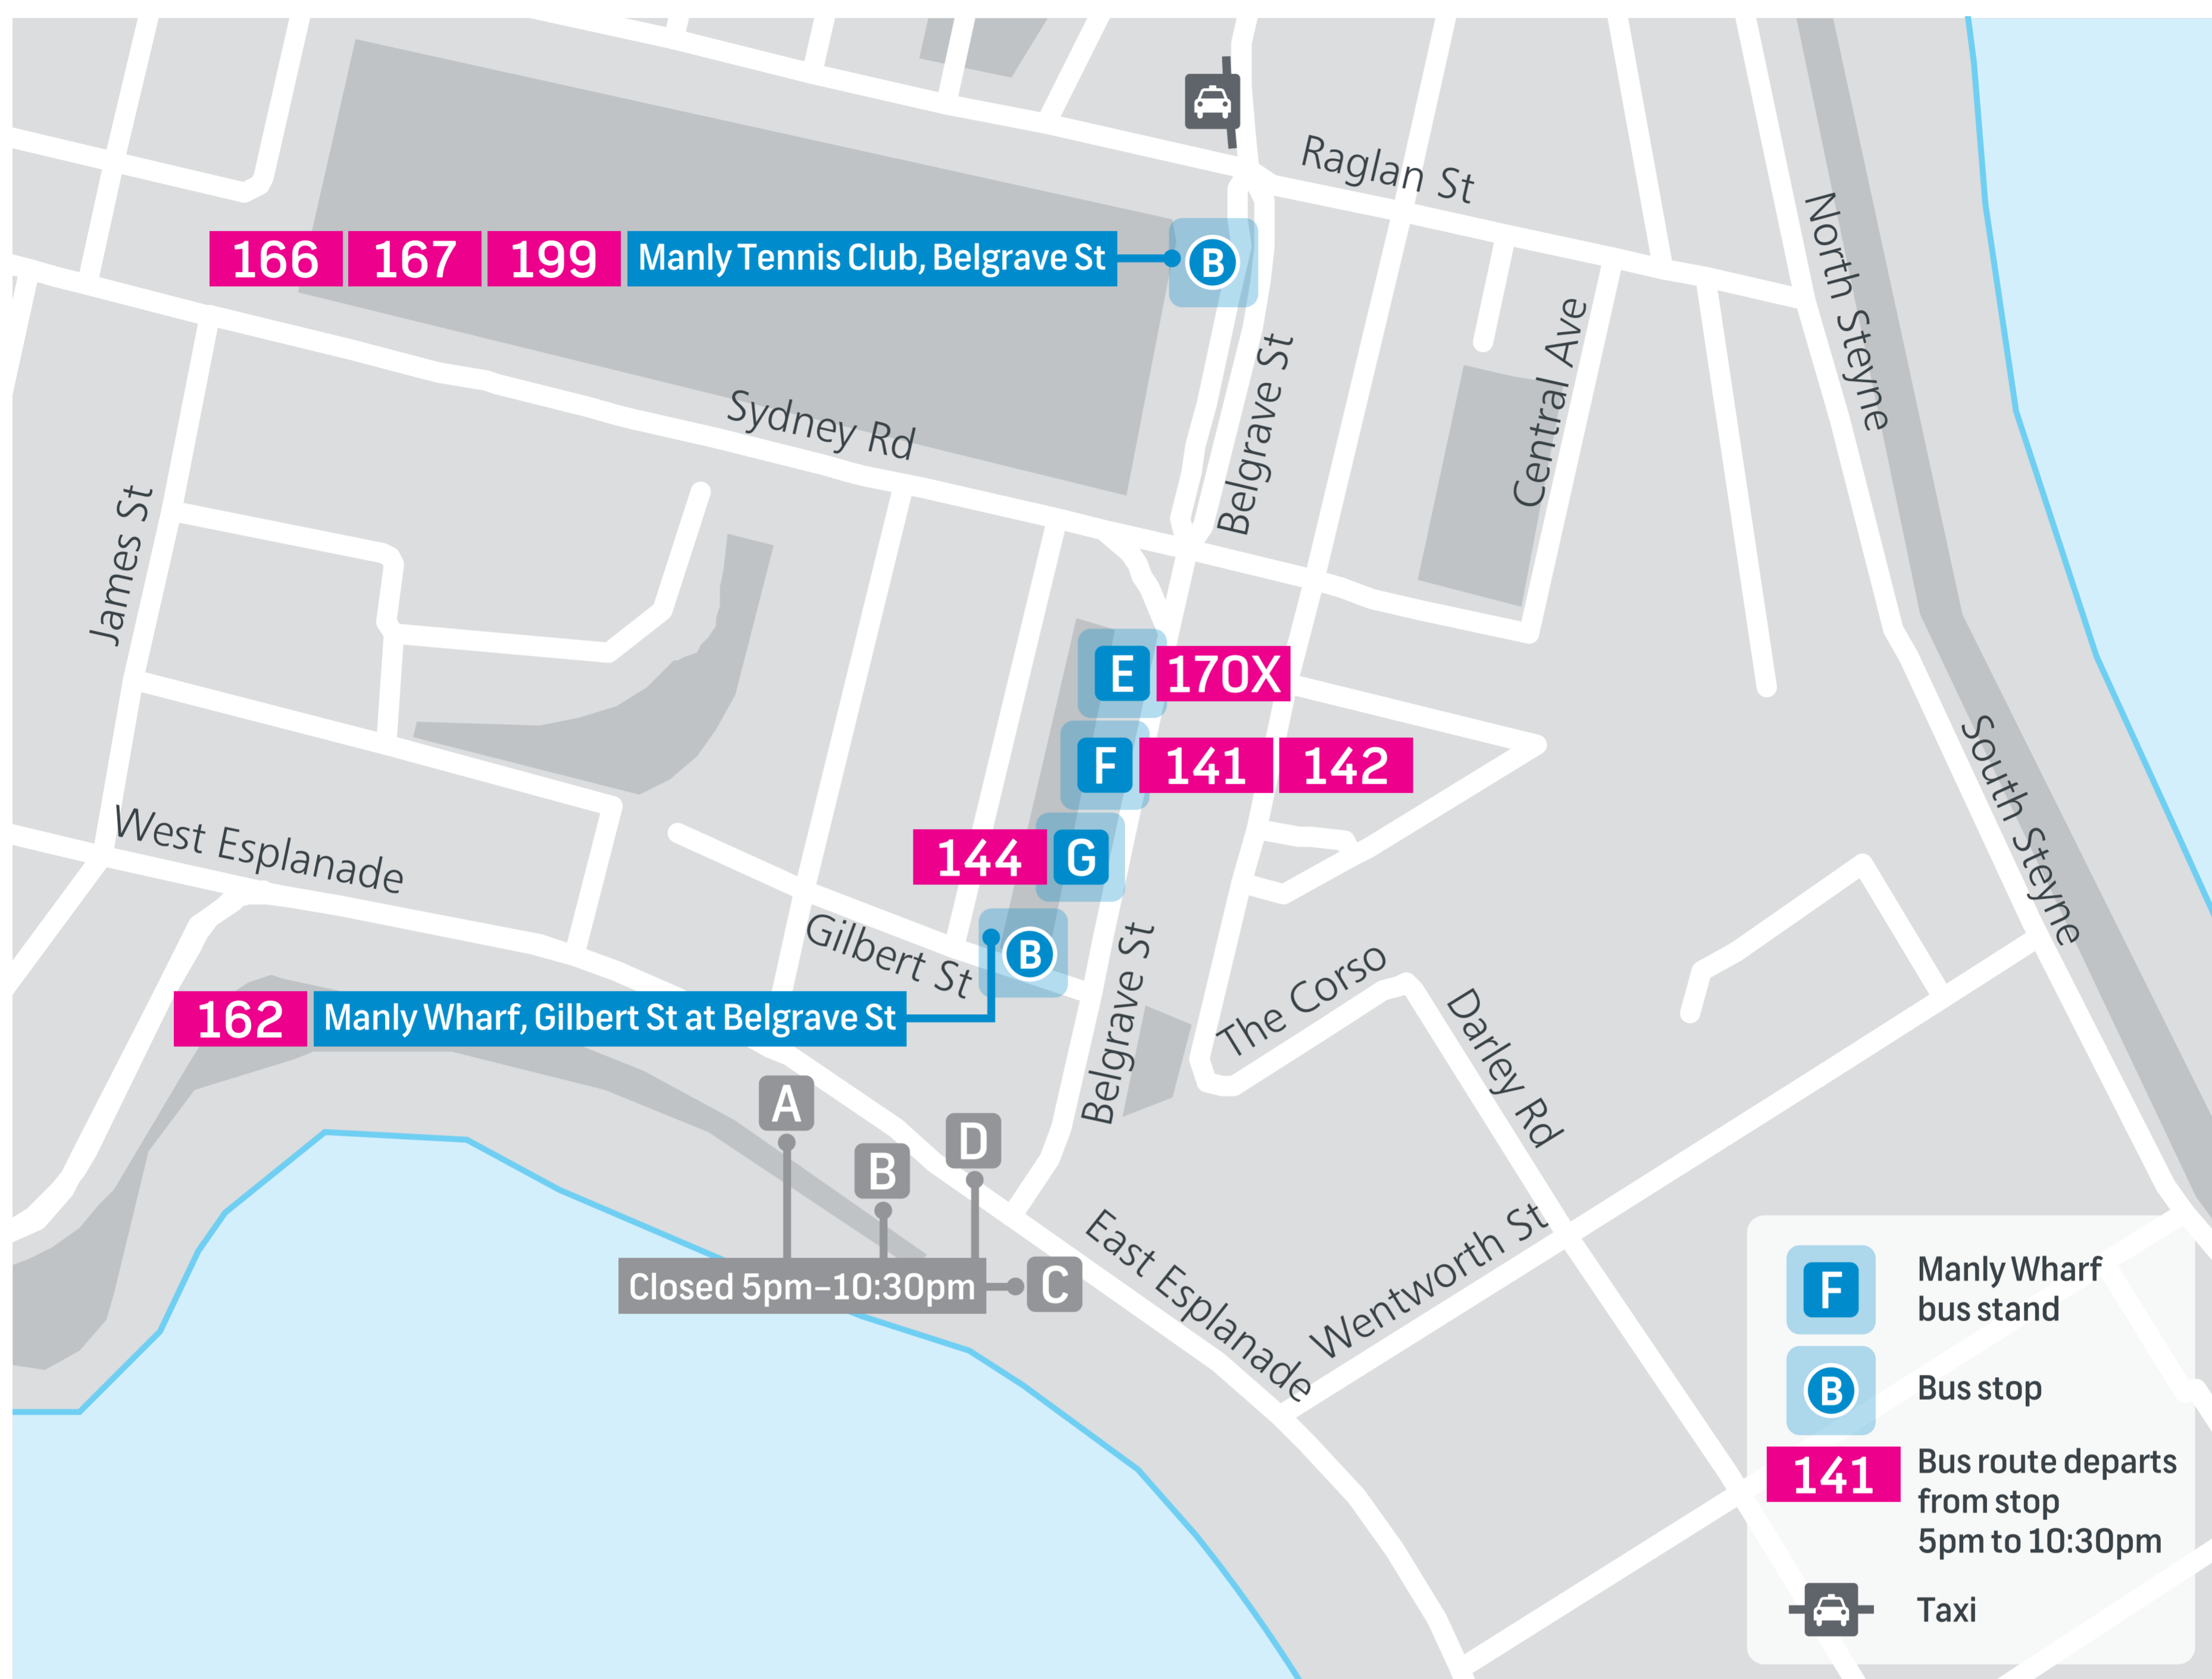 Raglan St
North Steyne
166 167 199 Manly Tennis Club, Belgrave St
B
Belgrave St
Central Ave
Sydney Rd
James St
E 170X
F 141 142
144 G
South Steyne
West Esplanade
Gilbert St
B
Belgrave St
The Corso
162 Manly Wharf, Gilbert St at Belgrave St
Darley Rd
A
B
D
Closed 5pm–10:30pm
C
East Esplanade
Wentworth St
F
Manly Wharf
bus stand
B
Bus stop
141
Bus route departs
from stop
5pm to 10:30pm
Taxi